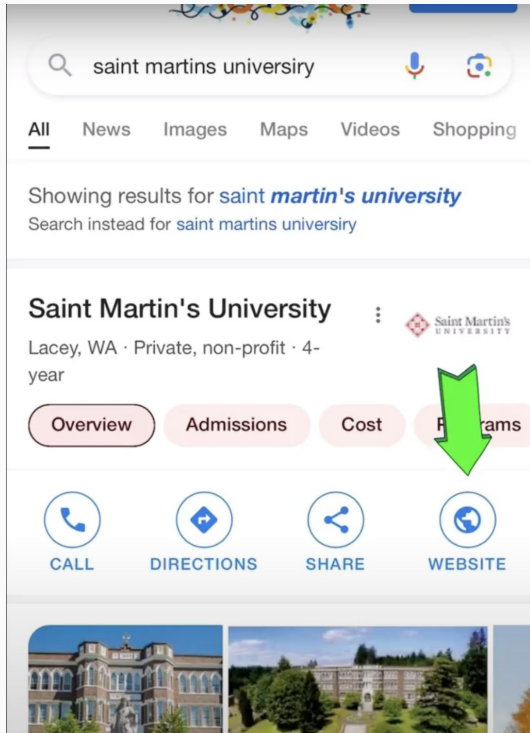 saint martins universiry
All News Images Maps Videos Shopping
Showing results for saint martin's university
Search instead for saint martins universiry
Saint Martin's University
Saint Martin's
UNIVERSITY
Lacey, WA · Private, non-profit · 4-
year
Overview Admissions Cost
CALL DIRECTIONS SHARE WEBSITE